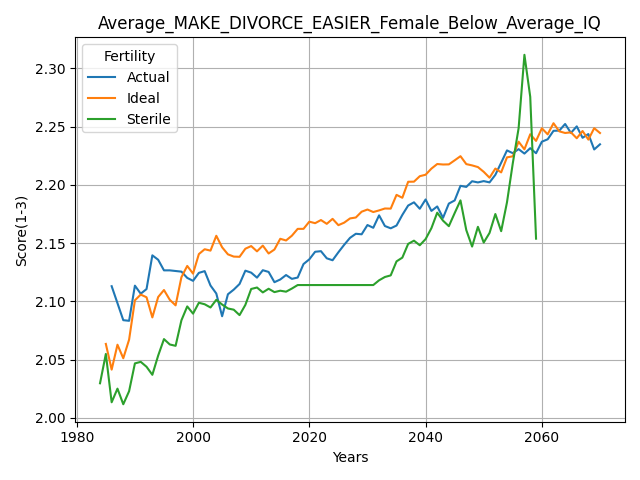 Average_MAKE_DIVORCE_EASIER_Female_Below_Average_IQ
Fertility
Actual
Ideal
Sterile
2.30
2.25
2.20
2.15
2.10
2.05
2.00
Score(1-3)
1980 2000 2020 2040 2060
Years